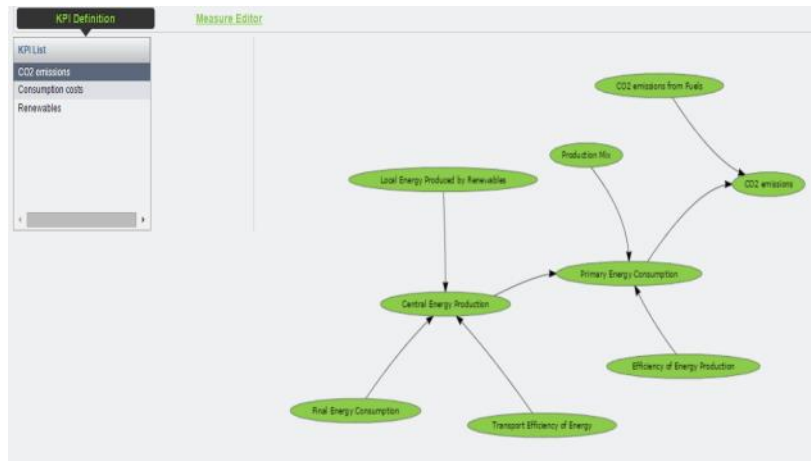 KPI Definition
Measure Editor
KPI List
CO2 emissions
Consumption costs
Renewables
CO2 emissions from Fuels
Production Mix
Local Energy Produced by Renewables
CO2 emissions
Primary Energy Consumption
Central Energy Production
Efficiency of Energy Production
Final Energy Consumption
Transport Efficiency of Energy